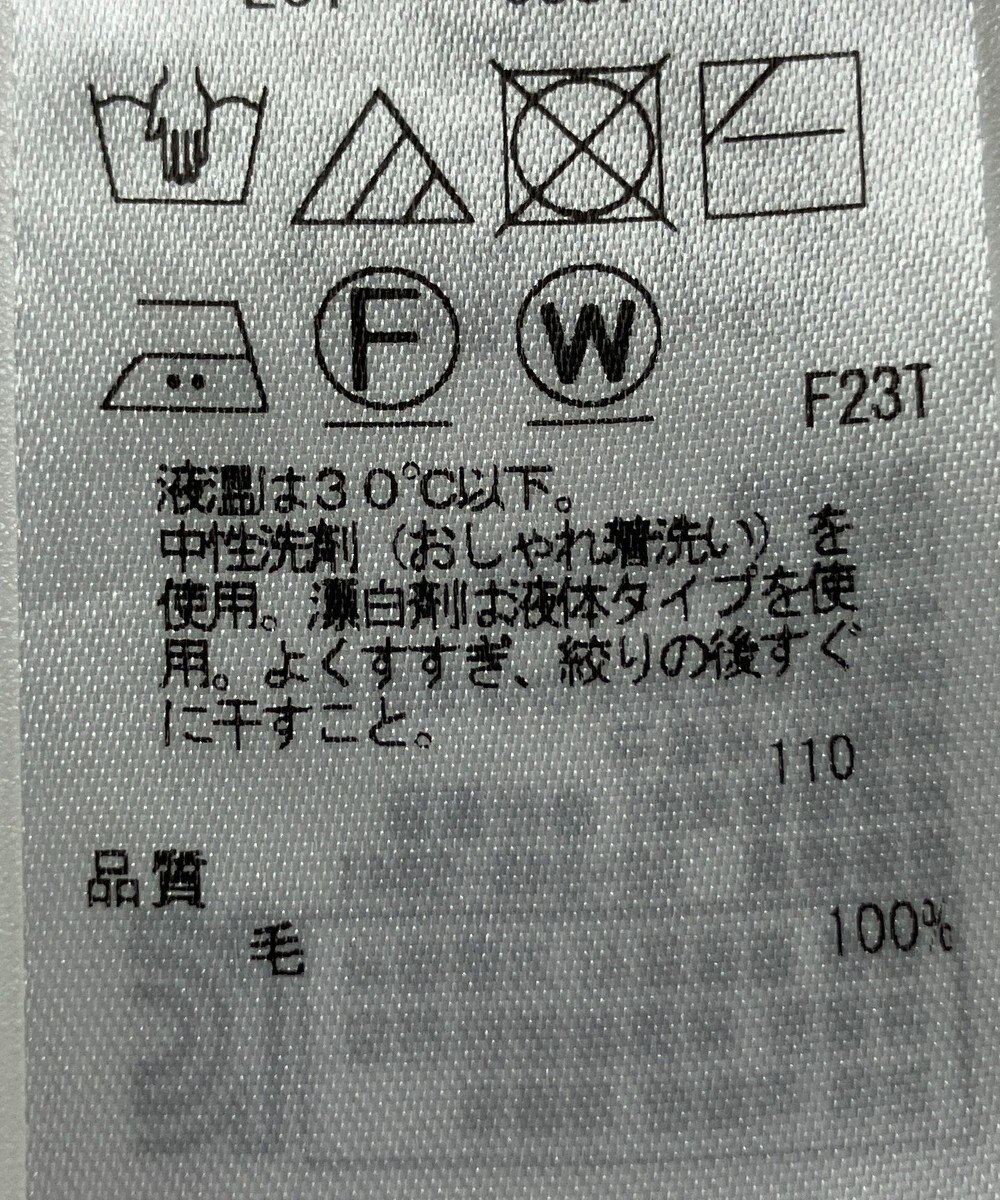 F
W
F23T
液温は30℃以下。
中性洗剤(おしゃれ着洗い)を
使用。漂白剤は液体タイプを使
用。よくすすぎ、絞りの後すぐ
に干すこと。
110
品質
毛 100%